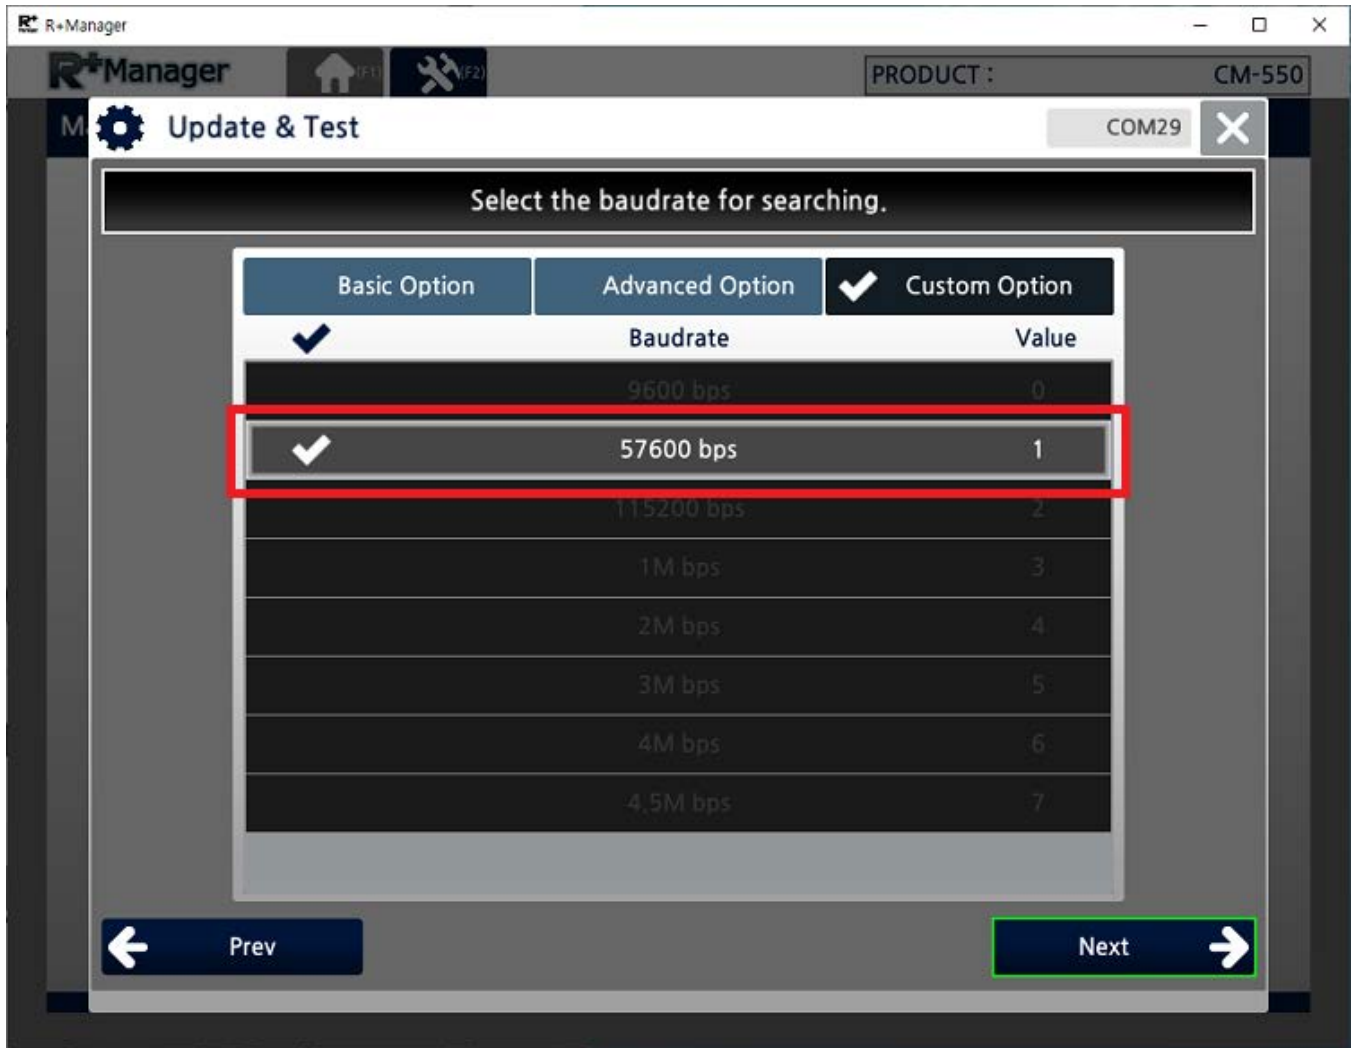 R+Manager
R+Manager (F1) (F2) PRODUCT : CM-550
M
Update & Test COM29
Select the baudrate for searching.
Basic Option Advanced Option Custom Option
Baudrate Value
9600 bps 0
57600 bps 1
115200 bps 2
1M bps 3
2M bps 4
3M bps 5
4M bps 6
4.5M bps 7
Prev Next